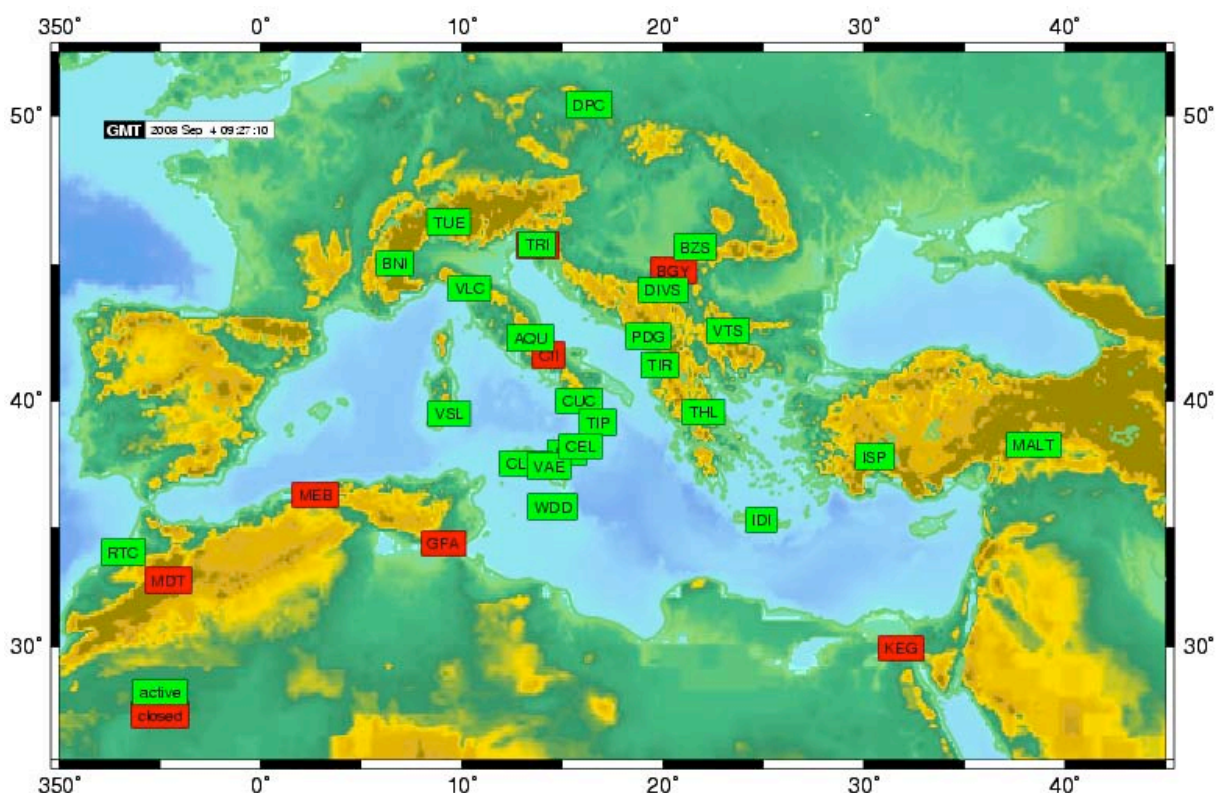 350° 0° 10° 20° 30° 40°
50° DPC 50°
GMT 2008 Sep 4 09:27:10
TUE
TRI BZS
BNI BGY
VLC DIVS
AQU PDG VTS
TIR
40° CUC 40°
VSL TIP THL
CEL ISP MALT
VAE
MEB WDD
IDI
GFA
RTC
MDT
30° KEG 30°
active
closed
350° 0° 10° 20° 30° 40°